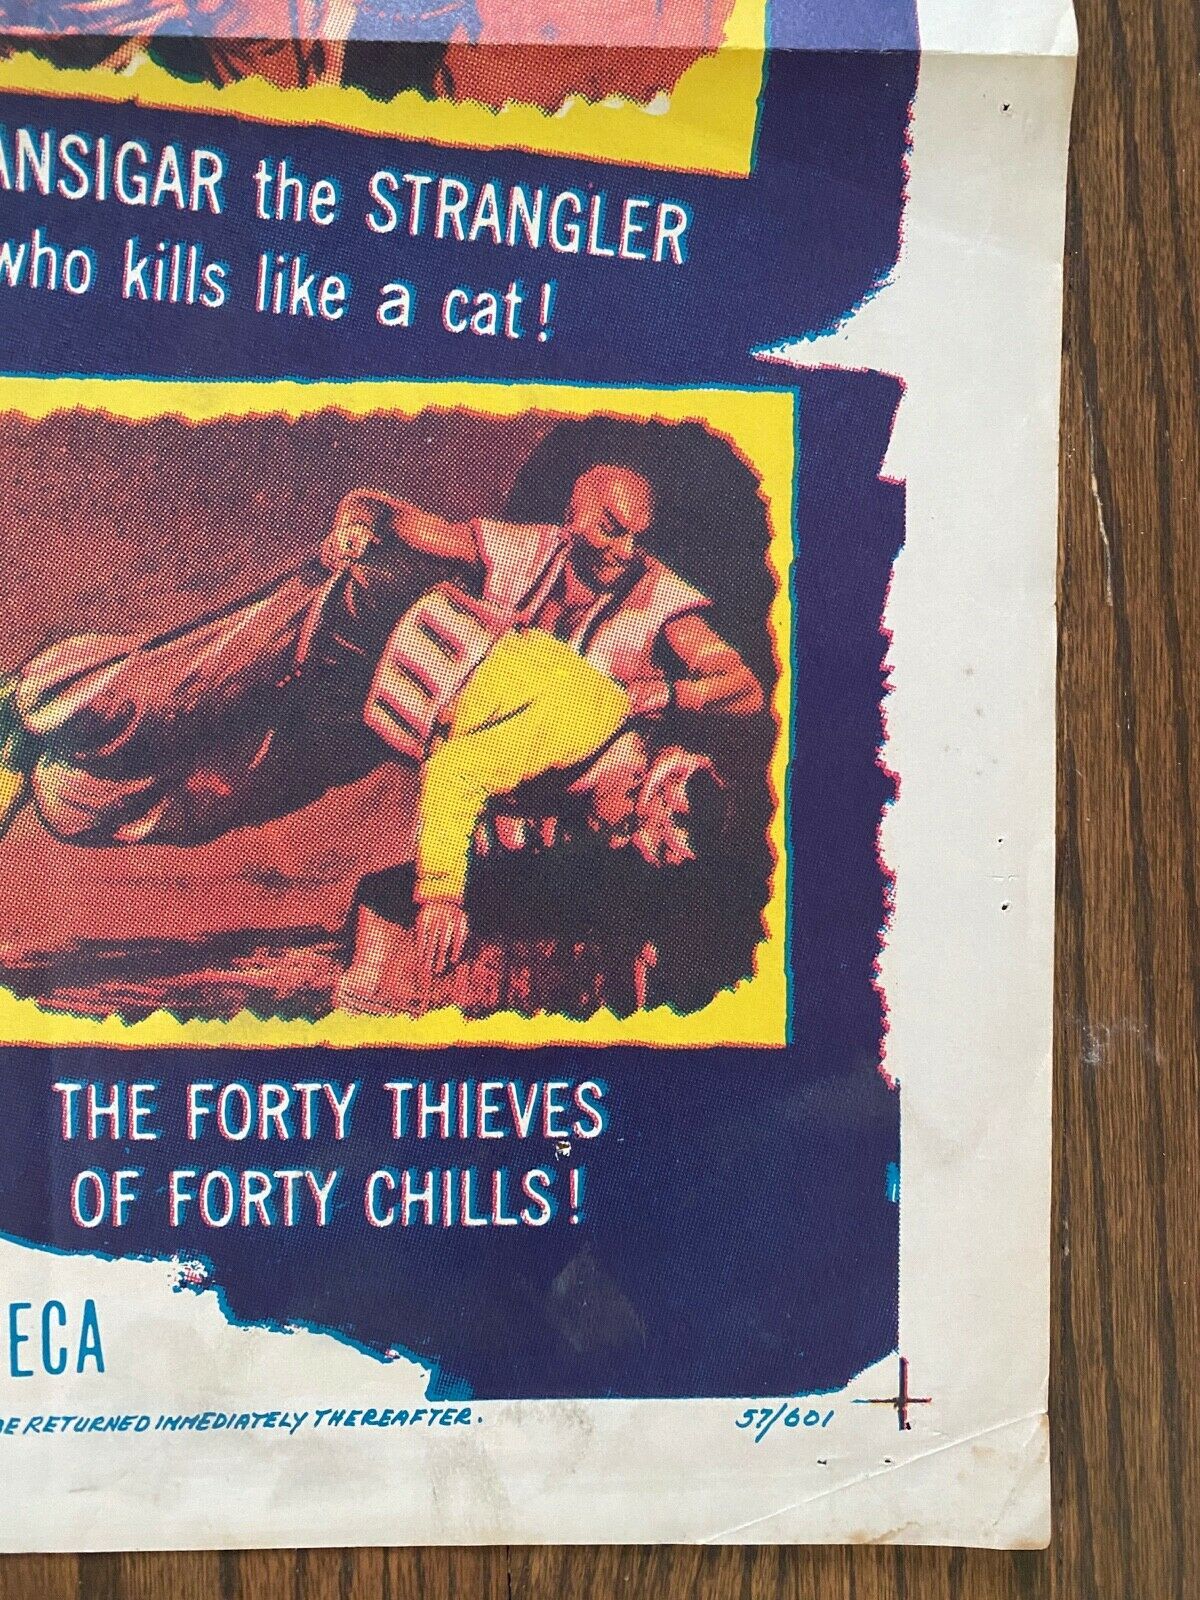 ANSIGAR the STRANGLER
who kills like a cat!
THE FORTY THIEVES
OF FORTY CHILLS!
ECA
BE RETURNED IMMEDIATELY THEREAFTER.
57/601